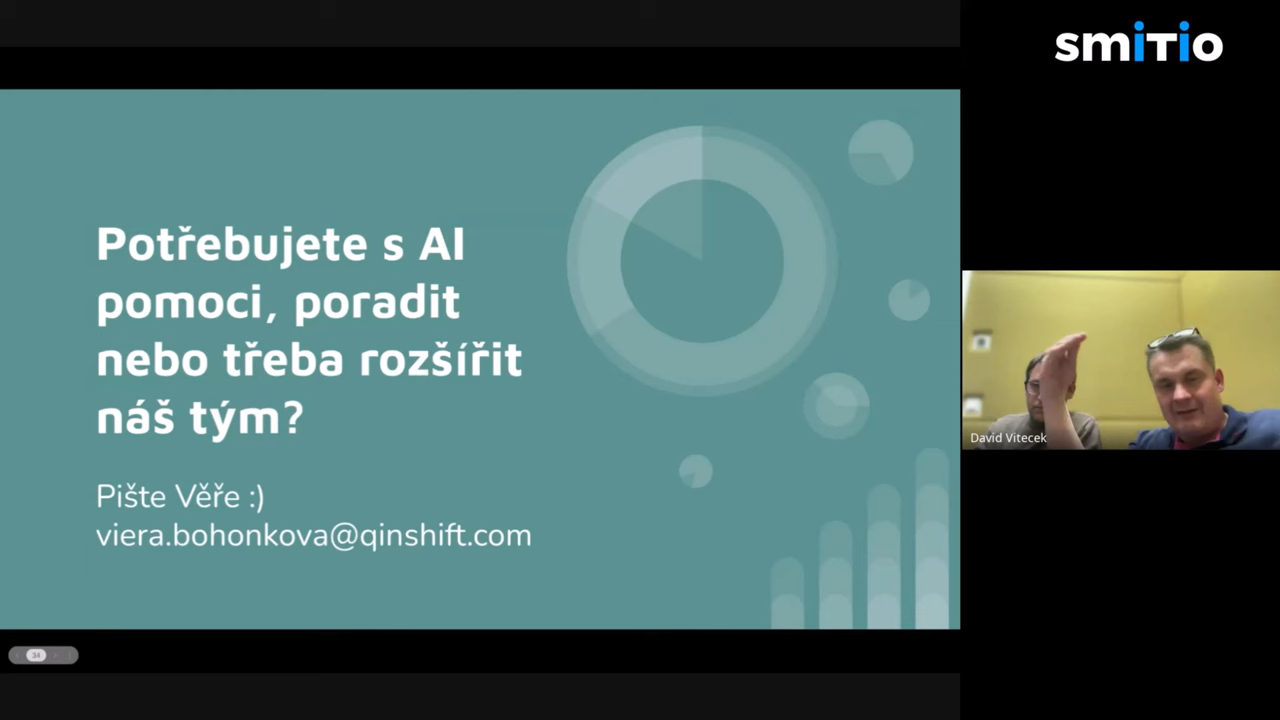 smiTio
Potřebujete s AI
pomoci, poradit
nebo třeba rozšířit
náš tým?
Pište Věře :)
viera.bohonkova@qinshift.com
David Vitecek
34